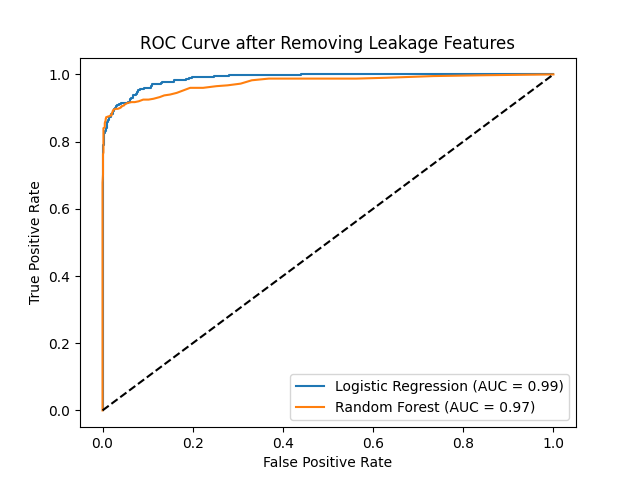 ROC Curve after Removing Leakage Features
1.0
0.8
0.6
0.4
0.2
0.0
True Positive Rate
Logistic Regression (AUC = 0.99)
Random Forest (AUC = 0.97)
0.0 0.2 0.4 0.6 0.8 1.0
False Positive Rate